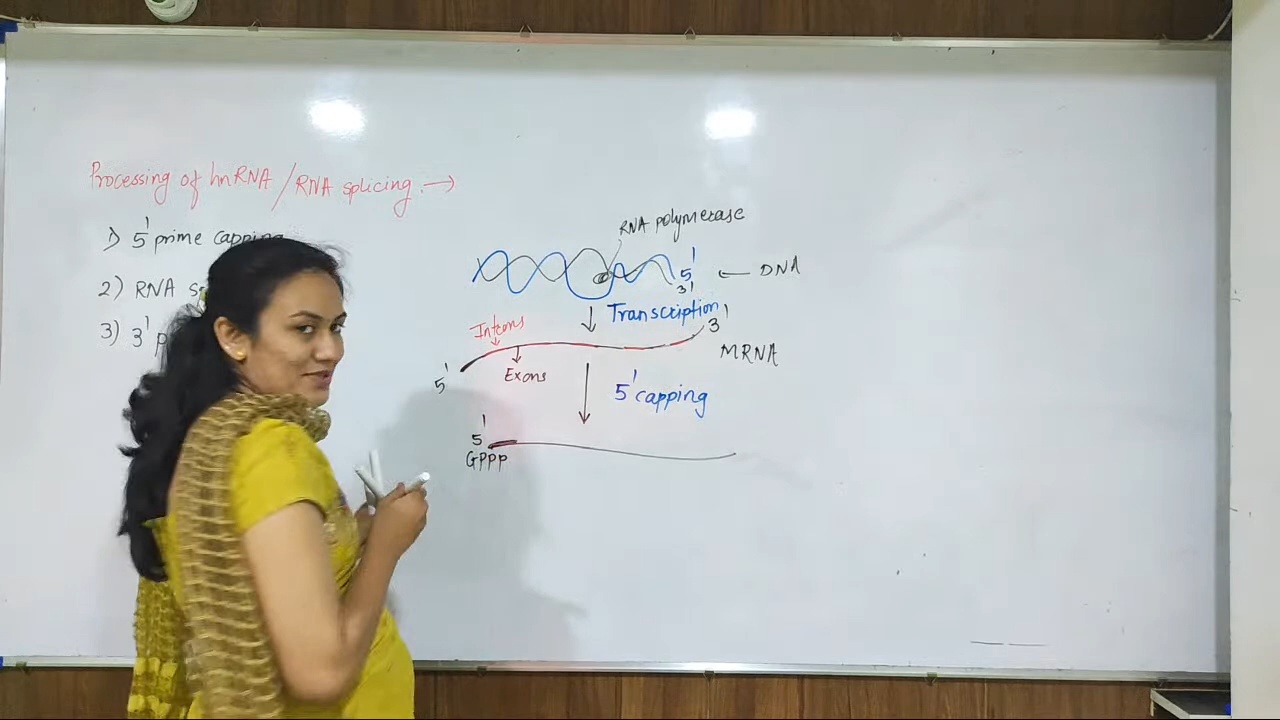 Processing of hnRNA / RNA splicing. →
1) 5' prime capping
2) RNA
3) 3'
RNA polymerase
5'
3'
← DNA
Transcription
Introns
3'
Exons
MRNA
5'
5' capping
5'
GPPP